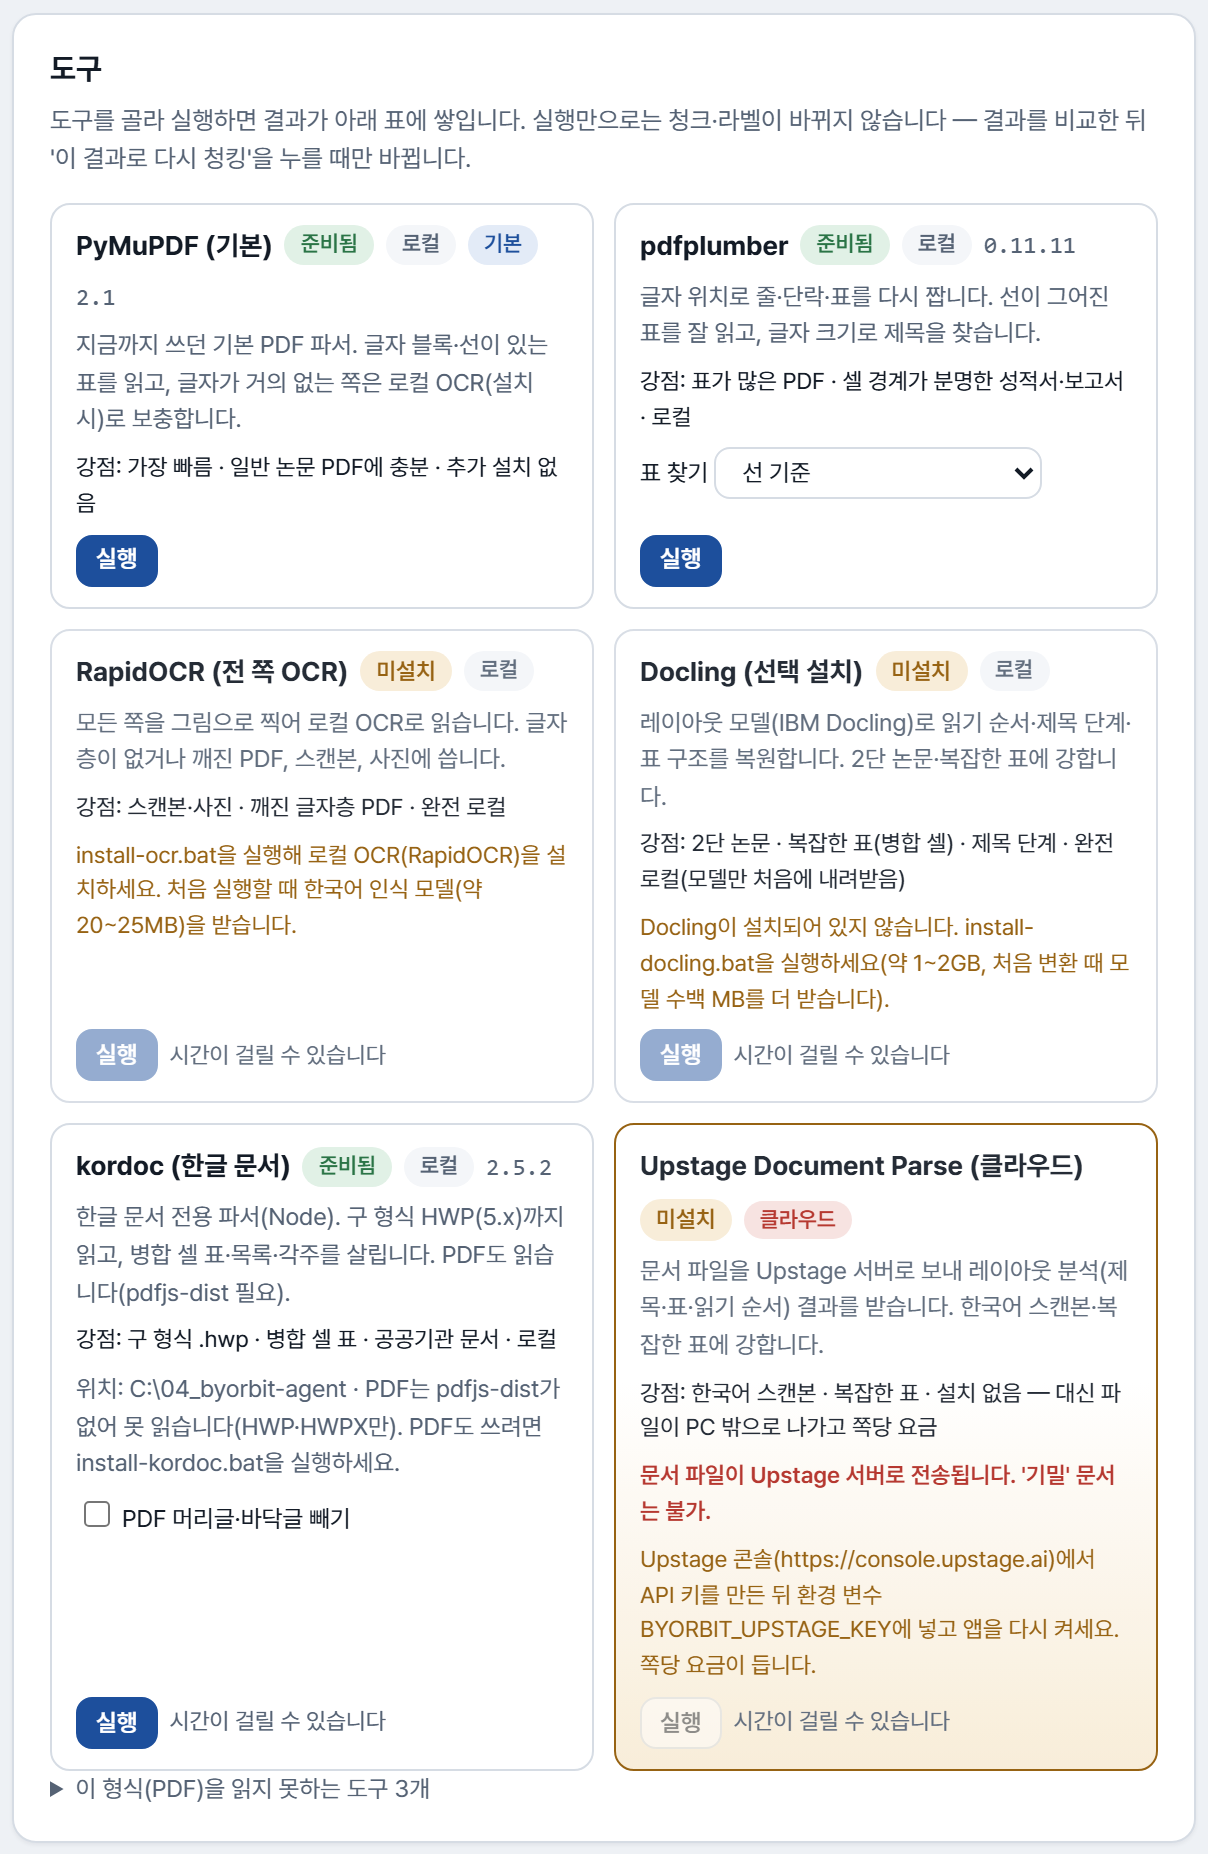 도구
도구를 골라 실행하면 결과가 아래 표에 쌓입니다. 실행만으로는 청크·라벨이 바뀌지 않습니다 — 결과를 비교한 뒤
'이 결과로 다시 청킹'을 누를 때만 바뀝니다.
PyMuPDF (기본) 준비됨 로컬 기본
2.1
지금까지 쓰던 기본 PDF 파서. 글자 블록·선이 있는
표를 읽고, 글자가 거의 없는 쪽은 로컬 OCR(설치
시)로 보충합니다.
강점: 가장 빠름 · 일반 논문 PDF에 충분 · 추가 설치 없
음
실행
pdfplumber 준비됨 로컬 0.11.11
글자 위치로 줄·단락·표를 다시 짭니다. 선이 그어진
표를 잘 읽고, 글자 크기로 제목을 찾습니다.
강점: 표가 많은 PDF · 셀 경계가 분명한 성적서·보고서
· 로컬
표 찾기 선 기준
실행
RapidOCR (전 쪽 OCR) 미설치 로컬
모든 쪽을 그림으로 찍어 로컬 OCR로 읽습니다. 글자
층이 없거나 깨진 PDF, 스캔본, 사진에 씁니다.
강점: 스캔본·사진 · 깨진 글자층 PDF · 완전 로컬
install-ocr.bat을 실행해 로컬 OCR(RapidOCR)을 설
치하세요. 처음 실행할 때 한국어 인식 모델(약
20~25MB)을 받습니다.
실행 시간이 걸릴 수 있습니다
Docling (선택 설치) 미설치 로컬
레이아웃 모델(IBM Docling)로 읽기 순서·제목 단계·
표 구조를 복원합니다. 2단 논문·복잡한 표에 강합니
다.
강점: 2단 논문 · 복잡한 표(병합 셀) · 제목 단계 · 완전
로컬(모델만 처음에 내려받음)
Docling이 설치되어 있지 않습니다. install-
docling.bat을 실행하세요(약 1~2GB, 처음 변환 때 모
델 수백 MB를 더 받습니다).
실행 시간이 걸릴 수 있습니다
kordoc (한글 문서) 준비됨 로컬 2.5.2
한글 문서 전용 파서(Node). 구 형식 HWP(5.x)까지
읽고, 병합 셀 표·목록·각주를 살립니다. PDF도 읽습
니다(pdfjs-dist 필요).
강점: 구 형식 .hwp · 병합 셀 표 · 공공기관 문서 · 로컬
위치: C:\04_byorbit-agent · PDF는 pdfjs-dist가
없어 못 읽습니다(HWP·HWPX만). PDF도 쓰려면
install-kordoc.bat을 실행하세요.
PDF 머리글·바닥글 빼기
실행 시간이 걸릴 수 있습니다
Upstage Document Parse (클라우드)
미설치 클라우드
문서 파일을 Upstage 서버로 보내 레이아웃 분석(제
목·표·읽기 순서) 결과를 받습니다. 한국어 스캔본·복
잡한 표에 강합니다.
강점: 한국어 스캔본 · 복잡한 표 · 설치 없음 — 대신 파
일이 PC 밖으로 나가고 쪽당 요금
문서 파일이 Upstage 서버로 전송됩니다. '기밀' 문서
는 불가.
Upstage 콘솔(https://console.upstage.ai)에서
API 키를 만든 뒤 환경 변수
BYORBIT_UPSTAGE_KEY에 넣고 앱을 다시 켜세요.
쪽당 요금이 듭니다.
실행 시간이 걸릴 수 있습니다
이 형식(PDF)을 읽지 못하는 도구 3개